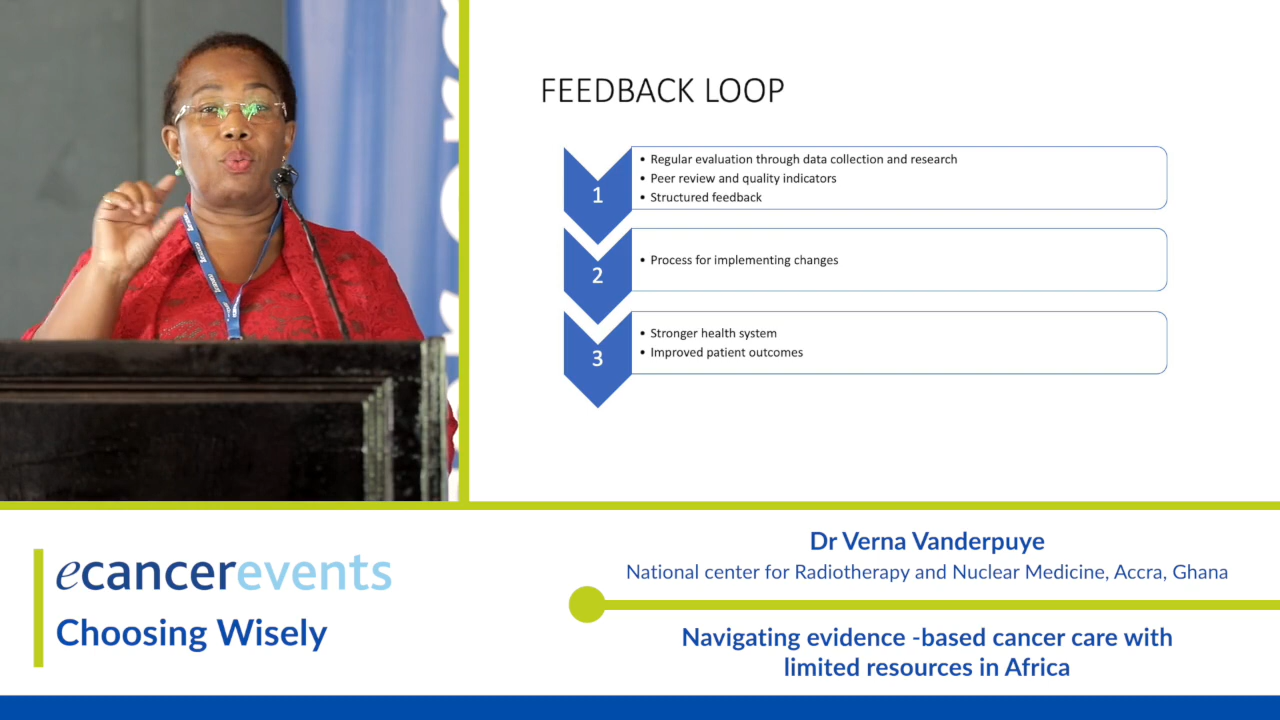 FEEDBACK LOOP
1
• Regular evaluation through data collection and research
• Peer review and quality indicators
• Structured feedback
2
• Process for implementing changes
3
• Stronger health system
• Improved patient outcomes
ecancerevents
Choosing Wisely
Dr Verna Vanderpuye
National center for Radiotherapy and Nuclear Medicine, Accra, Ghana
Navigating evidence -based cancer care with
limited resources in Africa